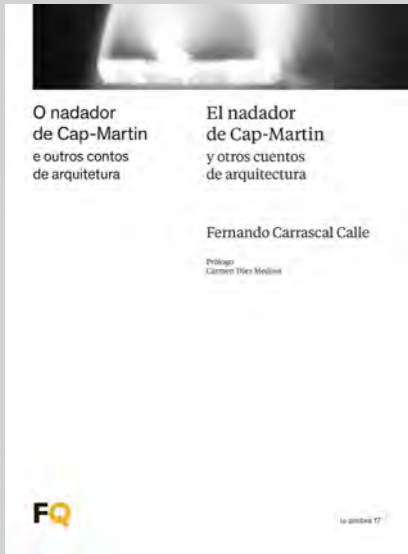 O nadador
de Cap-Martin
e outros contos
de arquitetura
El nadador
de Cap-Martin
y otros cuentos
de arquitectura
Fernando Carrascal Calle
Prólogo
Carmen Díez Medina
FQ
la sombra 17